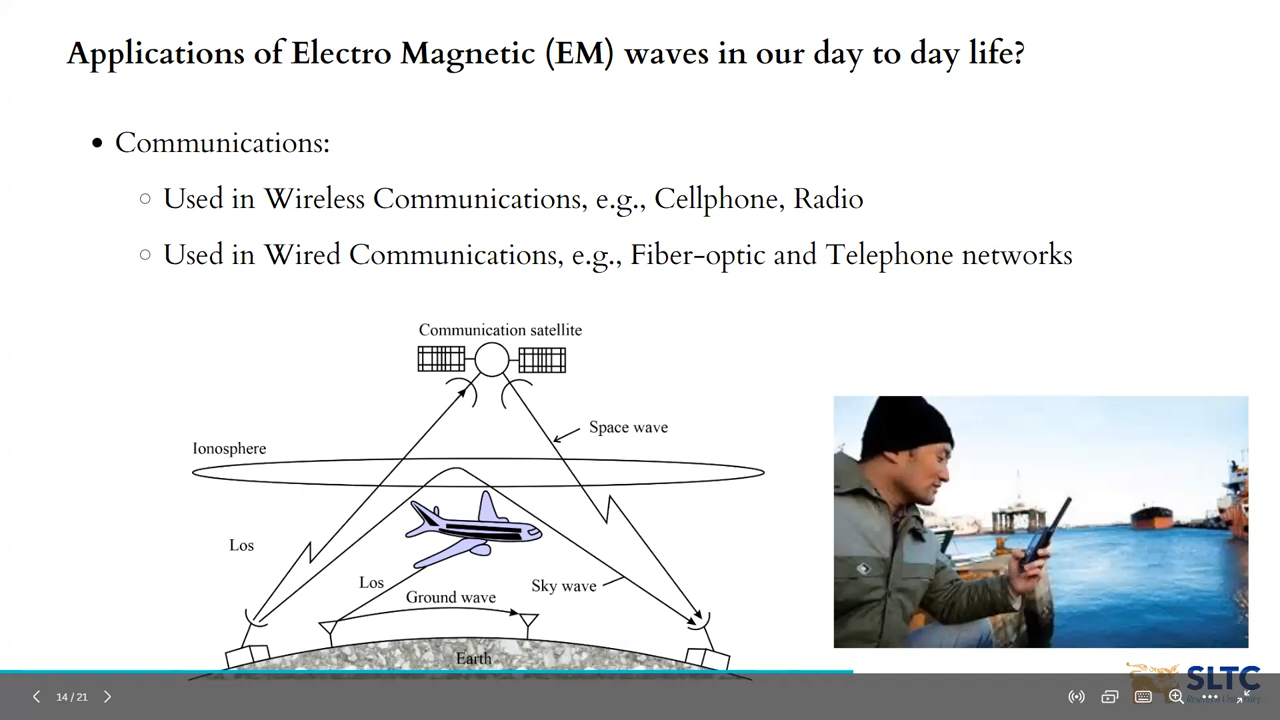 Applications of Electro Magnetic (EM) waves in our day to day life?
• Communications:
○ Used in Wireless Communications, e.g., Cellphone, Radio
○ Used in Wired Communications, e.g., Fiber-optic and Telephone networks
Communication satellite
Space wave
Ionosphere
Los
Los
Sky wave
Ground wave
Earth
SLTC
14 / 21